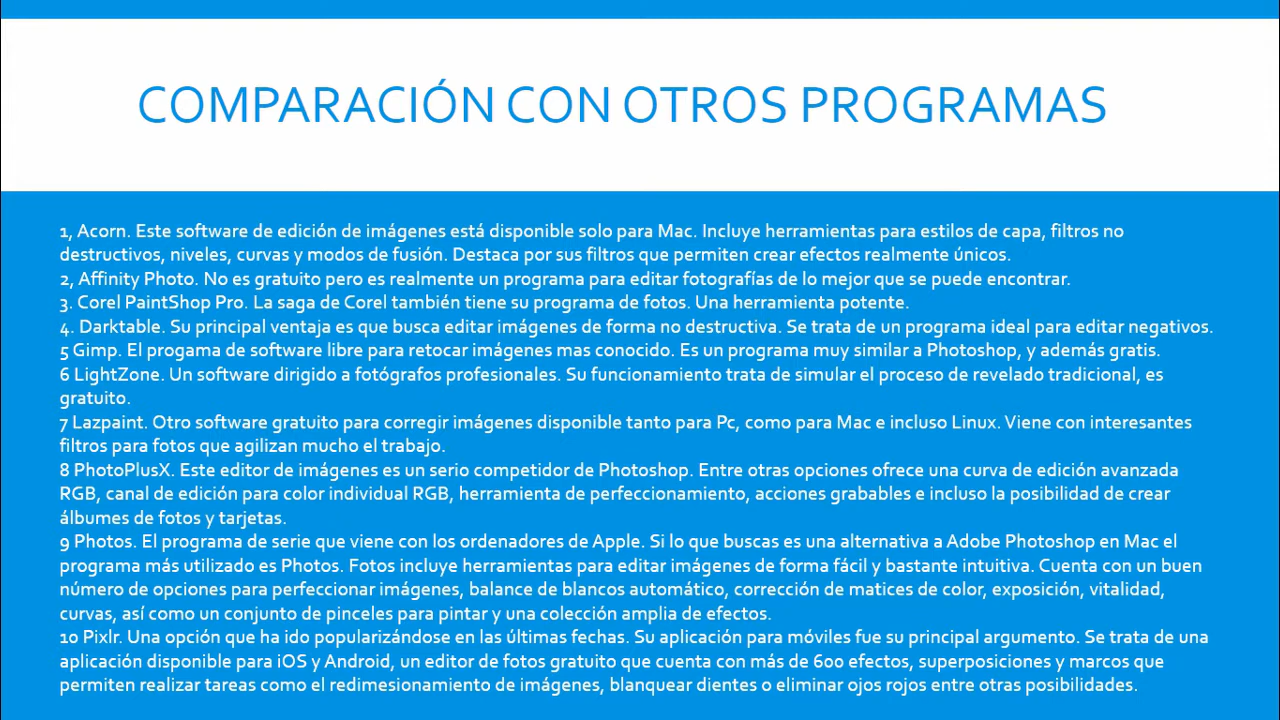 COMPARACIÓN CON OTROS PROGRAMAS
1, Acorn. Este software de edición de imágenes está disponible solo para Mac. Incluye herramientas para estilos de capa, filtros no
destructivos, niveles, curvas y modos de fusión. Destaca por sus filtros que permiten crear efectos realmente únicos.
2, Affinity Photo. No es gratuito pero es realmente un programa para editar fotografías de lo mejor que se puede encontrar.
3. Corel PaintShop Pro. La saga de Corel también tiene su programa de fotos. Una herramienta potente.
4. Darktable. Su principal ventaja es que busca editar imágenes de forma no destructiva. Se trata de un programa ideal para editar negativos.
5 Gimp. El progama de software libre para retocar imágenes mas conocido. Es un programa muy similar a Photoshop, y además gratis.
6 LightZone. Un software dirigido a fotógrafos profesionales. Su funcionamiento trata de simular el proceso de revelado tradicional, es
gratuito.
7 Lazpaint. Otro software gratuito para corregir imágenes disponible tanto para Pc, como para Mac e incluso Linux. Viene con interesantes
filtros para fotos que agilizan mucho el trabajo.
8 PhotoPlusX. Este editor de imágenes es un serio competidor de Photoshop. Entre otras opciones ofrece una curva de edición avanzada
RGB, canal de edición para color individual RGB, herramienta de perfeccionamiento, acciones grabables e incluso la posibilidad de crear
álbumes de fotos y tarjetas.
9 Photos. El programa de serie que viene con los ordenadores de Apple. Si lo que buscas es una alternativa a Adobe Photoshop en Mac el
programa más utilizado es Photos. Fotos incluye herramientas para editar imágenes de forma fácil y bastante intuitiva. Cuenta con un buen
número de opciones para perfeccionar imágenes, balance de blancos automático, corrección de matices de color, exposición, vitalidad,
curvas, así como un conjunto de pinceles para pintar y una colección amplia de efectos.
10 Pixlr. Una opción que ha ido popularizándose en las últimas fechas. Su aplicación para móviles fue su principal argumento. Se trata de una
aplicación disponible para iOS y Android, un editor de fotos gratuito que cuenta con más de 600 efectos, superposiciones y marcos que
permiten realizar tareas como el redimesionamiento de imágenes, blanquear dientes o eliminar ojos rojos entre otras posibilidades.